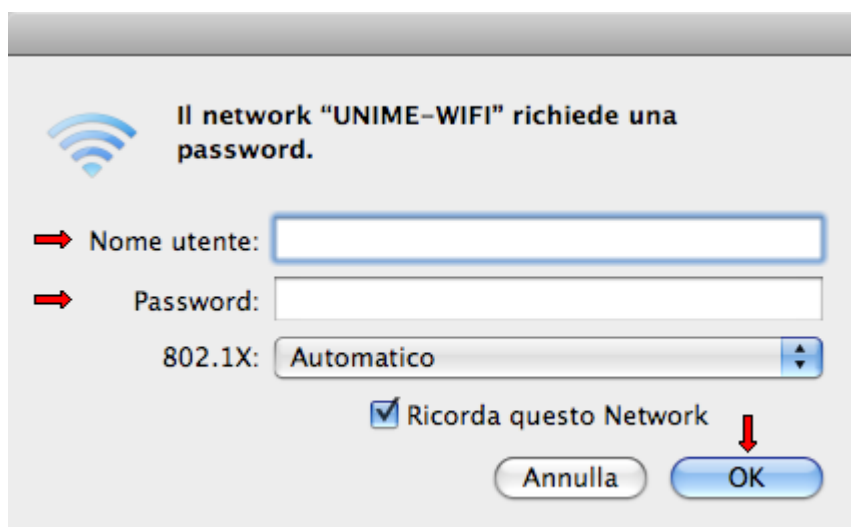 Il network “UNIME-WIFI” richiede una
password.
Nome utente:
Password:
802.1X: Automatico
Ricorda questo Network
Annulla OK